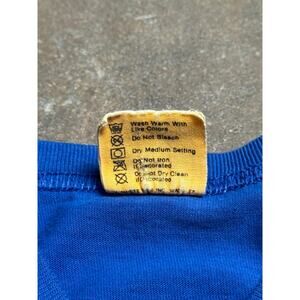 Wash Warm With
Like Colors
Do Not Bleach
Dry Medium Setting
Do Not Iron
If Decorated
Do Not Dry Clean
If Decorated